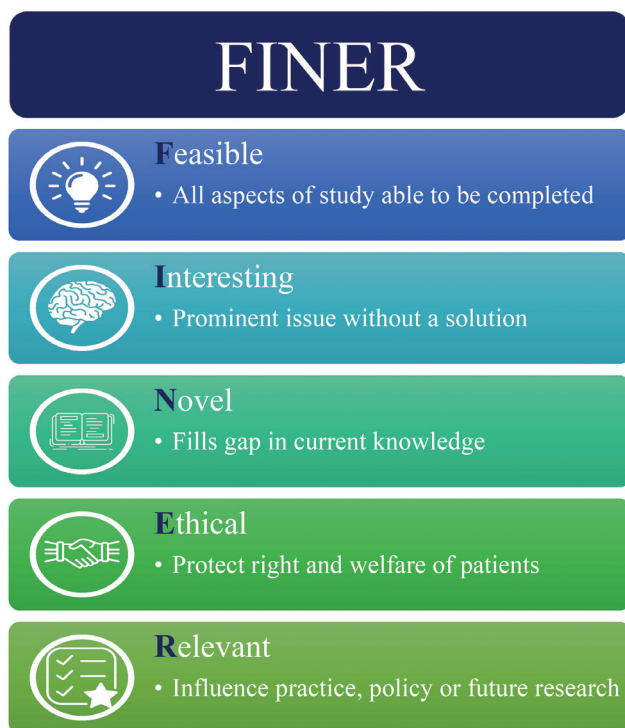 FINER
Feasible
• All aspects of study able to be completed
Interesting
• Prominent issue without a solution
Novel
• Fills gap in current knowledge
Ethical
• Protect right and welfare of patients
Relevant
• Influence practice, policy or future research